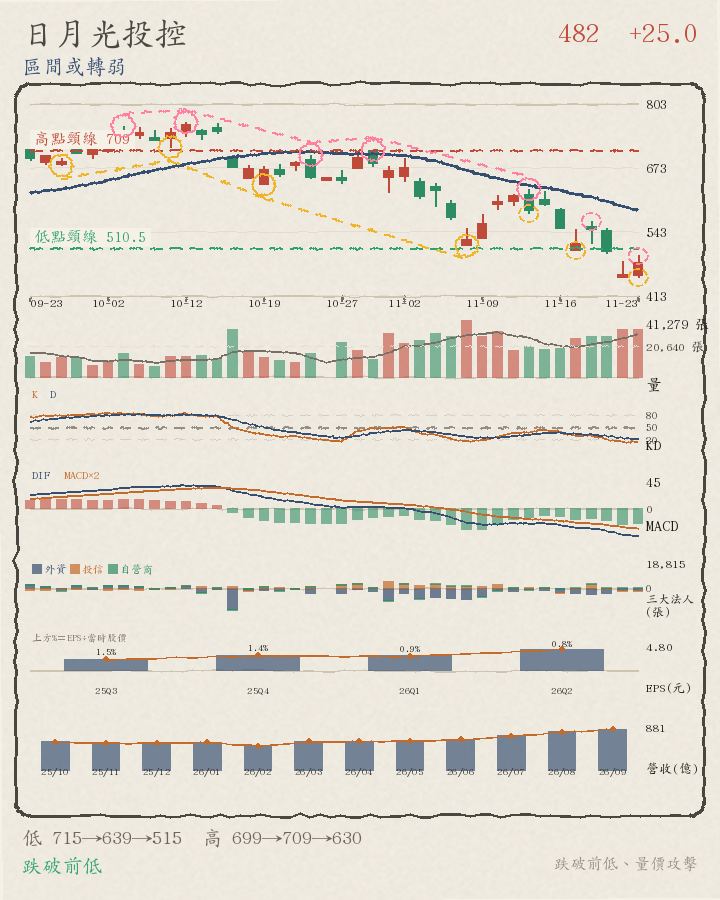 日月光投控
482 +25.0
區間或轉弱
803
高點頸線 709
673
低點頸線 510.5
543
413
09-23 10-02 10-12 10-19 10-27 11-02 11-09 11-16 11-23
41,279 張
20,640 張
量
K D
80
50
20
KD
DIF MACD×2
45
0
MACD
18,815
外資 投信 自營商
0
三大法人
(張)
上方%=EPS÷當時股價
4.80
1.5% 1.4% 0.9% 0.8%
25Q3 25Q4 26Q1 26Q2
EPS(元)
881
25/10 25/11 25/12 26/01 26/02 26/03 26/04 26/05 26/06 26/07 26/08 26/09
營收(億)
低 715→639→515 高 699→709→630
跌破前低
跌破前低、量價攻擊